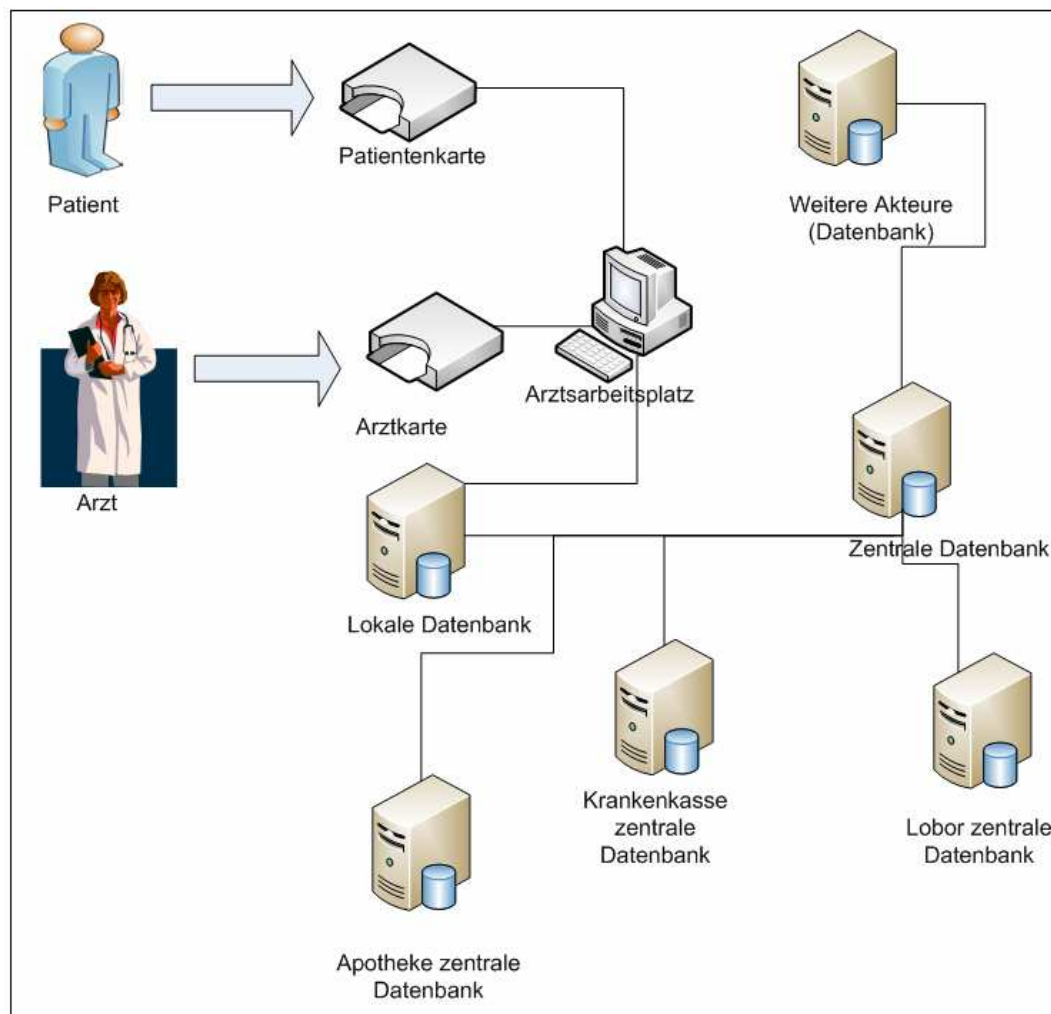 Patient
Patientenkarte
Weitere Akteure
(Datenbank)
Arzt
Arztkarte
Arztsarbeitsplatz
Lokale Datenbank
Zentrale Datenbank
Krankenkasse
zentrale
Datenbank
Lobor zentrale
Datenbank
Apotheke zentrale
Datenbank